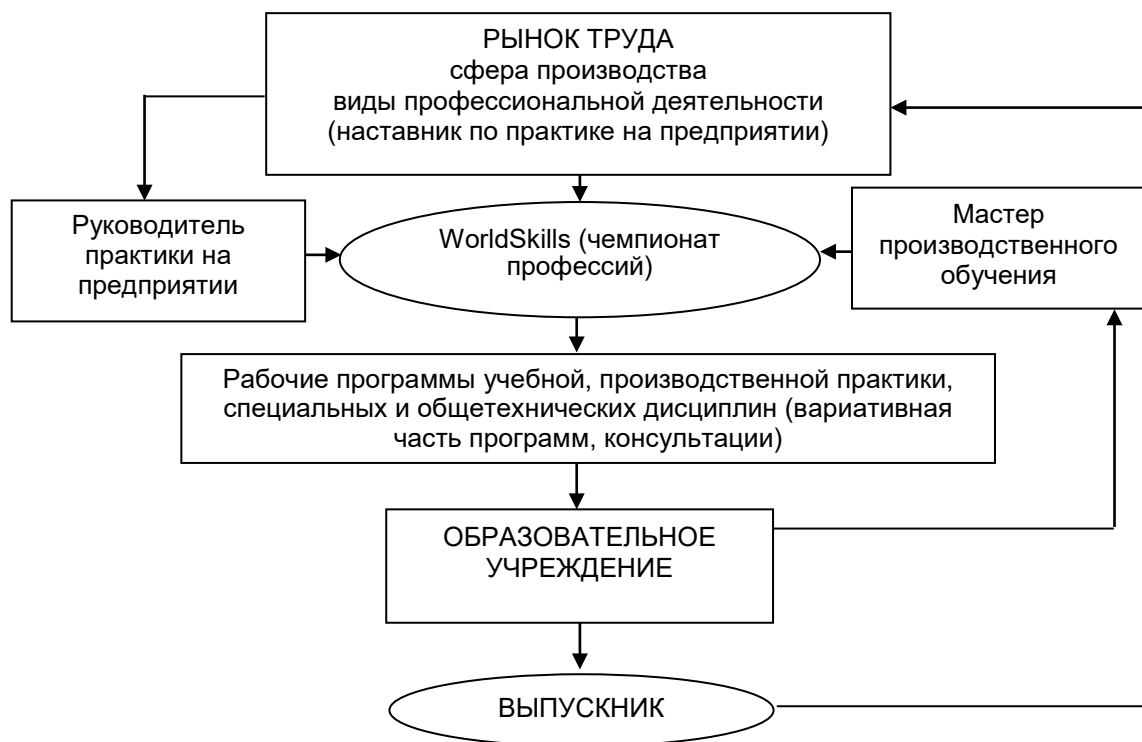 РЫНОК ТРУДА
сфера производства
виды профессиональной деятельности
(наставник по практике на предприятии)
Руководитель
практики на
предприятии
WorldSkills (чемпионат
профессий)
Мастер
производственного
обучения
Рабочие программы учебной, производственной практики,
специальных и общетехнических дисциплин (вариативная
часть программ, консультации)
ОБРАЗОВАТЕЛЬНОЕ
УЧРЕЖДЕНИЕ
ВЫПУСКНИК